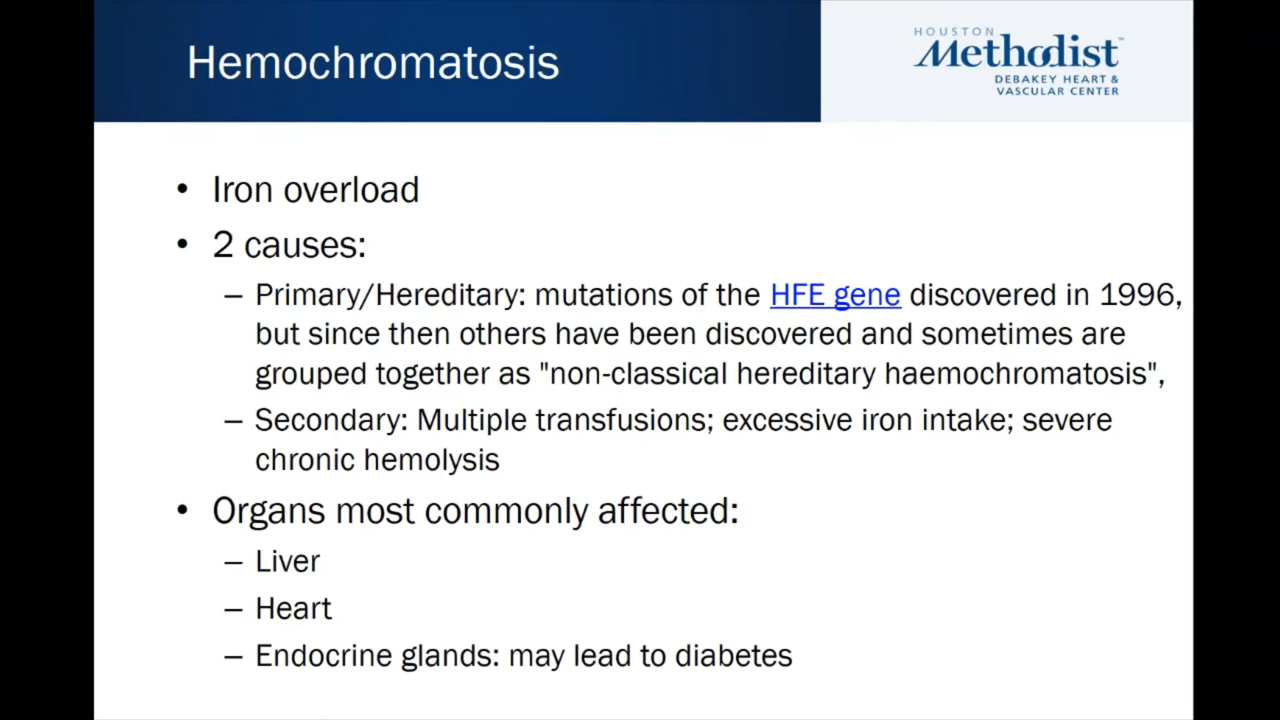 Hemochromatosis
HOUSTON
Methodist™
DEBAKEY HEART &
VASCULAR CENTER
• Iron overload
• 2 causes:
– Primary/Hereditary: mutations of the HFE gene discovered in 1996,
but since then others have been discovered and sometimes are
grouped together as "non-classical hereditary haemochromatosis",
– Secondary: Multiple transfusions; excessive iron intake; severe
chronic hemolysis
• Organs most commonly affected:
– Liver
– Heart
– Endocrine glands: may lead to diabetes